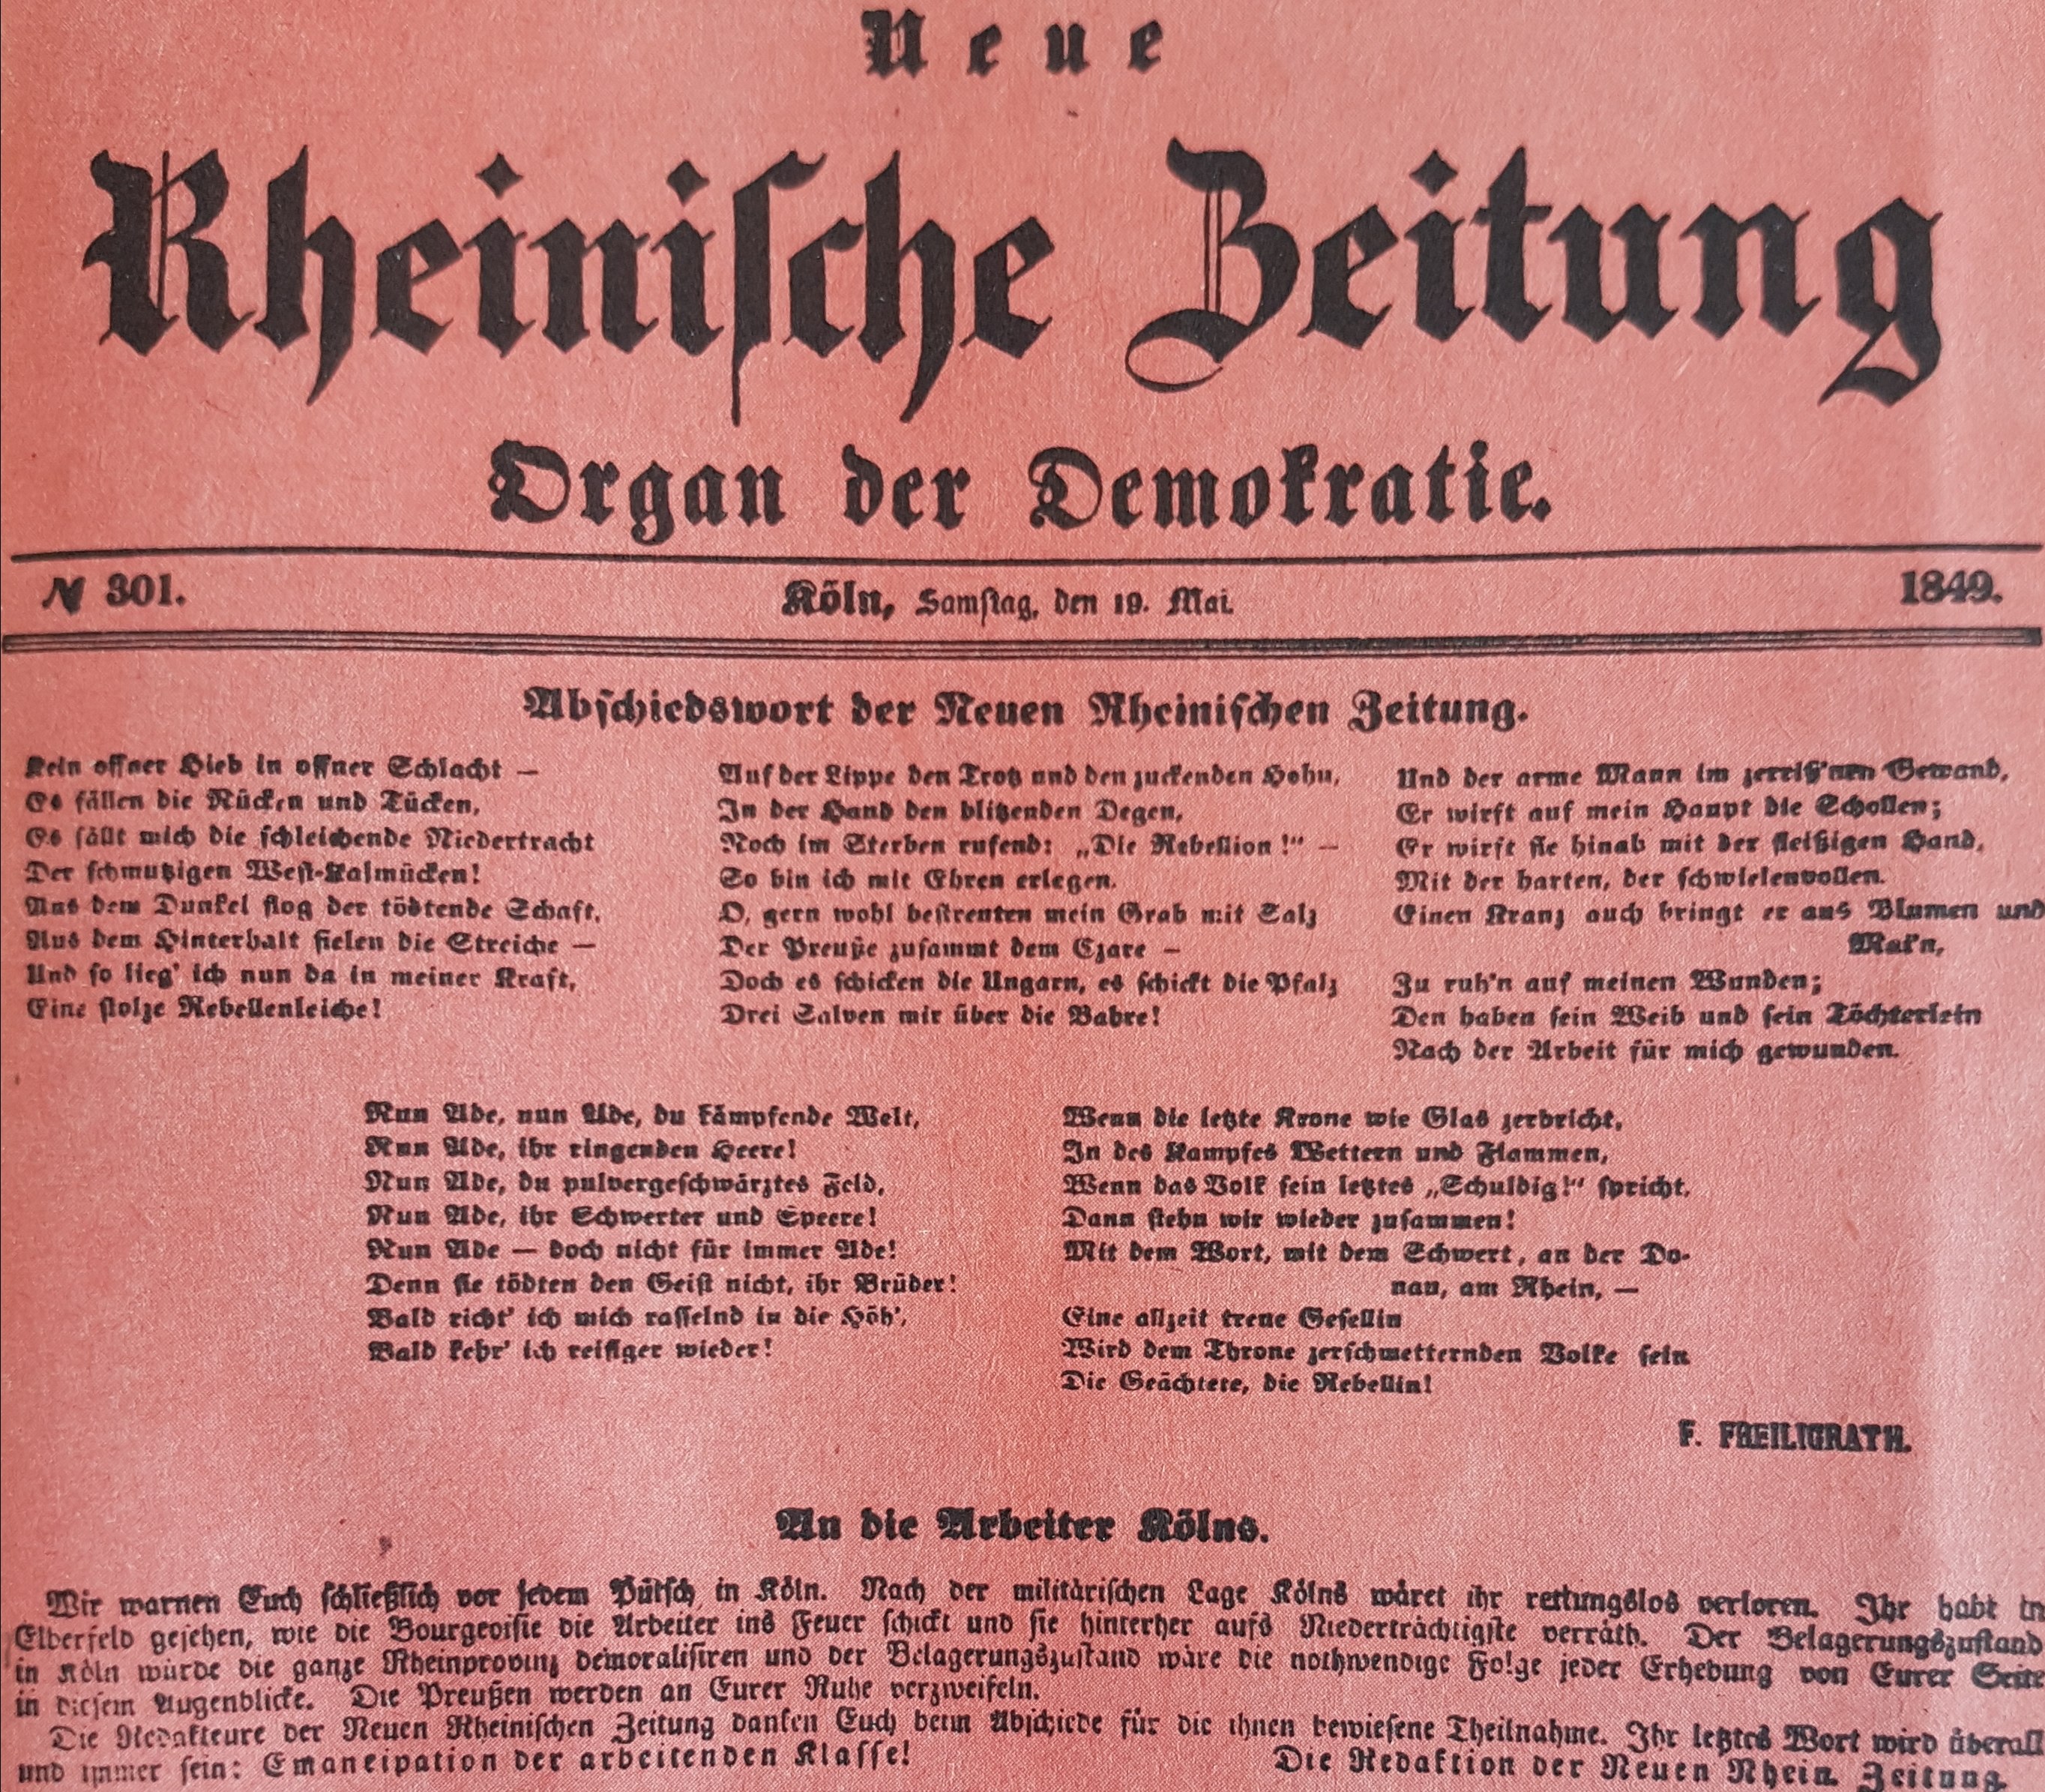 Neue
Rheinische Zeitung
Organ der Demokratie.
№ 301. Köln, Samstag, den 19. Mai. 1849.
Abschiedswort der Neuen Rheinischen Zeitung.
Kein offner Hieb in offner Schlacht —
Es fällen die Nücken und Tücken,
Es fällt mich die schleichende Niedertracht
Der schmutzigen West-Kalmücken!
Aus dem Dunkel flog der tödtende Schaft,
Aus dem Hinterhalt fielen die Streiche —
Und so lieg' ich nun da in meiner Kraft,
Eine stolze Rebellenleiche!
Auf der Lippe den Trotz und den zuckenden Hohn,
In der Hand den blitzenden Degen,
Noch im Sterben rufend: „Die Rebellion!“ —
So bin ich mit Ehren erlegen.
O, gern wohl bestreuten mein Grab mit Salz
Der Preuße zusammt dem Czare —
Doch es schicken die Ungarn, es schickt die Pfalz
Drei Salven mir über die Bahre!
Und der arme Mann im zerriß'nen Gewand,
Er wirft auf mein Haupt die Schollen;
Er wirft sie hinab mit der fleißigen Hand,
Mit der harten, der schwielenvollen.
Einen Kranz auch bringt er aus Blumen und
Mai'n,
Zu ruh'n auf meinen Wunden;
Den haben sein Weib und sein Töchterlein
Nach der Arbeit für mich gewunden.
Nun Ade, nun Ade, du kämpfende Welt,
Nun Ade, ihr ringenden Heere!
Nun Ade, du pulvergeschwärztes Feld,
Nun Ade, ihr Schwerter und Speere!
Nun Ade — doch nicht für immer Ade!
Denn sie tödten den Geist nicht, ihr Brüder!
Bald richt' ich mich rasselnd in die Höh',
Bald kehr' ich reisiger wieder!
Wenn die letzte Krone wie Glas zerbricht,
In des Kampfes Wettern und Flammen,
Wenn das Volk sein letztes „Schuldig!“ spricht,
Dann stehn wir wieder zusammen!
Mit dem Wort, mit dem Schwert, an der Do-
nau, am Rhein, —
Eine allzeit treue Gesellin
Wird dem Throne zerschmetternden Volke sein
Die Geächtete, die Rebellin!
F. FREILIGRATH.
An die Arbeiter Kölns.
Wir warnen Euch schließlich vor jedem Putsch in Köln. Nach der militärischen Lage Kölns wäret ihr rettungslos verloren. Ihr habt in
Elberfeld gesehen, wie die Bourgeoisie die Arbeiter ins Feuer schickt und sie hinterher aufs Niederträchtigste verräth. Der Belagerungszustand
in Köln würde die ganze Rheinprovinz demoralisiren und der Belagerungszustand wäre die nothwendige Folge jeder Erhebung von Eurer Seite
in diesem Augenblicke. Die Preußen werden an Eurer Ruhe verzweifeln.
Die Redakteure der Neuen Rheinischen Zeitung danken Euch beim Abschiede für die ihnen bewiesene Theilnahme. Ihr letztes Wort wird überall
und immer sein: Emancipation der arbeitenden Klasse! Die Redaktion der Neuen Rhein. Zeitung.